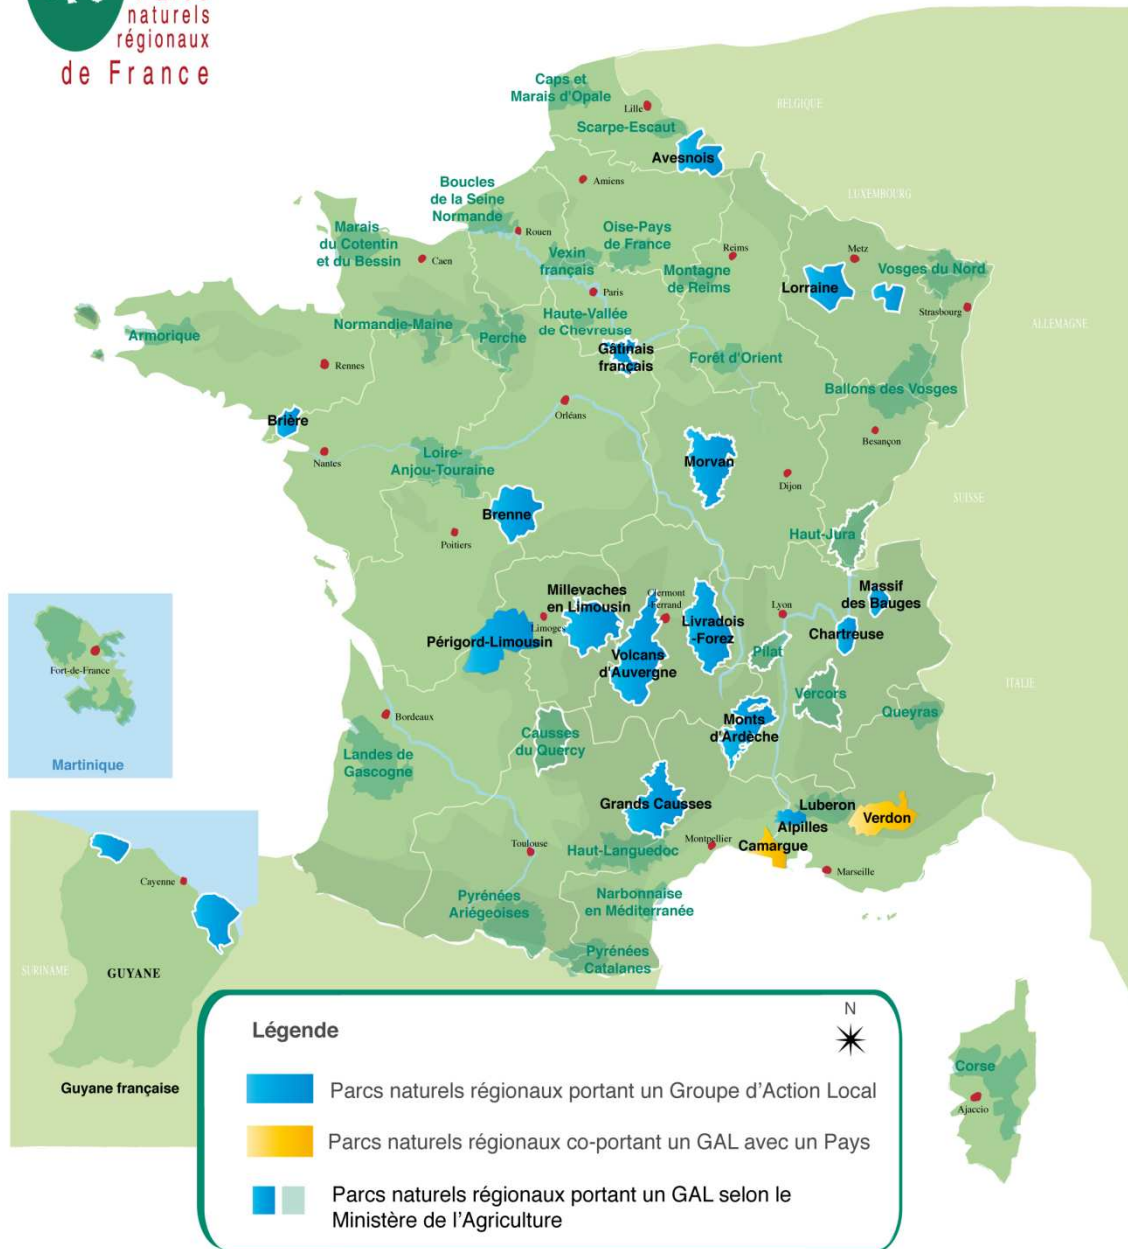 naturels
régionaux
de France
Caps et
Marais d'Opale
Lille
BELGIQUE
Scarpe-Escaut
Avesnois
Amiens
LUXEMBOURG
Boucles
de la Seine
Normande
Rouen
Marais
du Cotentin
et du Bessin
Caen
Oise-Pays
de France
Vexin
français
Reims
Montagne
de Reims
Metz
Vosges du Nord
Lorraine
Paris
Strasbourg
ALLEMAGNE
Armorique
Normandie-Maine
Perche
Haute-Vallée
de Chevreuse
Gâtinais
français
Forêt d'Orient
Rennes
Ballons des Vosges
Orléans
Brière
Besançon
Nantes
Loire-
Anjou-Touraine
Morvan
Dijon
SUISSE
Brenne
Poitiers
Haut-Jura
Millevaches
en Limousin
Clermont
Ferrand
Massif
des Bauges
Limoges
Livradois
-Forez
Lyon
Chartreuse
Périgord-Limousin
Volcans
d'Auvergne
Pilat
ITALIE
Fort-de-France
Martinique
Vercors
Queyras
Bordeaux
Monts
d'Ardèche
Causses
du Quercy
Landes de
Gascogne
Grands Causses
Luberon
Alpilles
Verdon
Camargue
Toulouse
Montpellier
Haut-Languedoc
Marseille
Cayenne
Pyrénées
Ariégeoises
Narbonnaise
en Méditerranée
SURINAME
GUYANE
Pyrénées
Catalanes
Guyane française
Légende
N
Parcs naturels régionaux portant un Groupe d'Action Local
Parcs naturels régionaux co-portant un GAL avec un Pays
Parcs naturels régionaux portant un GAL selon le
Ministère de l'Agriculture
Corse
Ajaccio